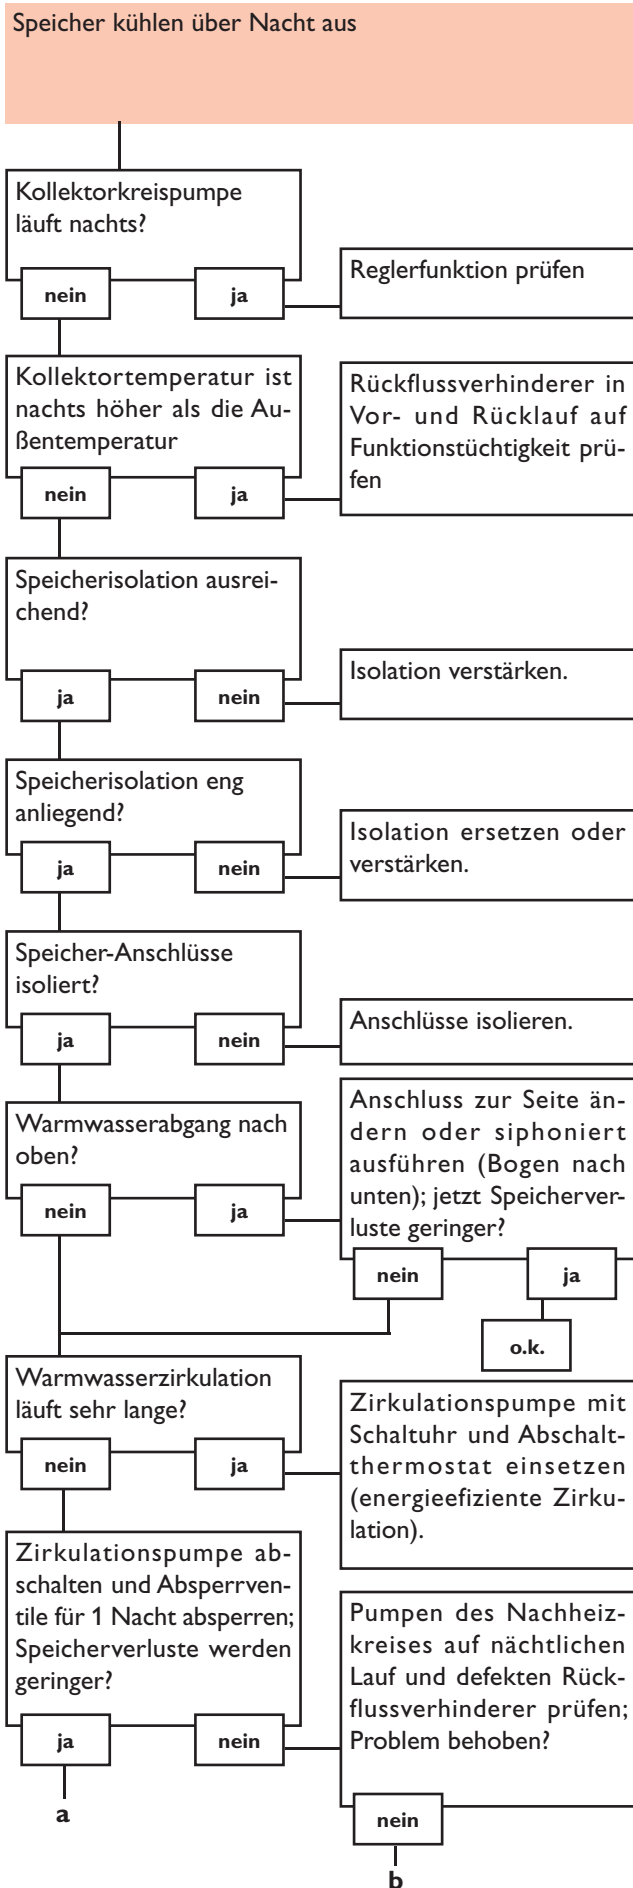 Speicher kühlen über Nacht aus
Kollektorkreispumpe
läuft nachts?
nein
ja
Reglerfunktion prüfen
Kollektortemperatur ist
nachts höher als die Au-
ßentemperatur
nein
ja
Rückflussverhinderer in
Vor- und Rücklauf auf
Funktionstüchtigkeit prü-
fen
Speicherisolation ausrei-
chend?
ja
nein
Isolation verstärken.
Speicherisolation eng
anliegend?
ja
nein
Isolation ersetzen oder
verstärken.
Speicher-Anschlüsse
isoliert?
ja
nein
Anschlüsse isolieren.
Warmwasserabgang nach
oben?
nein
ja
Anschluss zur Seite än-
dern oder siphoniert
ausführen (Bogen nach
unten); jetzt Speicherver-
luste geringer?
nein
ja
o.k.
Warmwasserzirkulation
läuft sehr lange?
nein
ja
Zirkulationspumpe mit
Schaltuhr und Abschalt-
thermostat einsetzen
(energieefiziente Zirku-
lation).
Zirkulationspumpe ab-
schalten und Absperrven-
tile für 1 Nacht absperren;
Speicherverluste werden
geringer?
ja
nein
a
Pumpen des Nachheiz-
kreises auf nächtlichen
Lauf und defekten Rück-
flussverhinderer prüfen;
Problem behoben?
nein
b